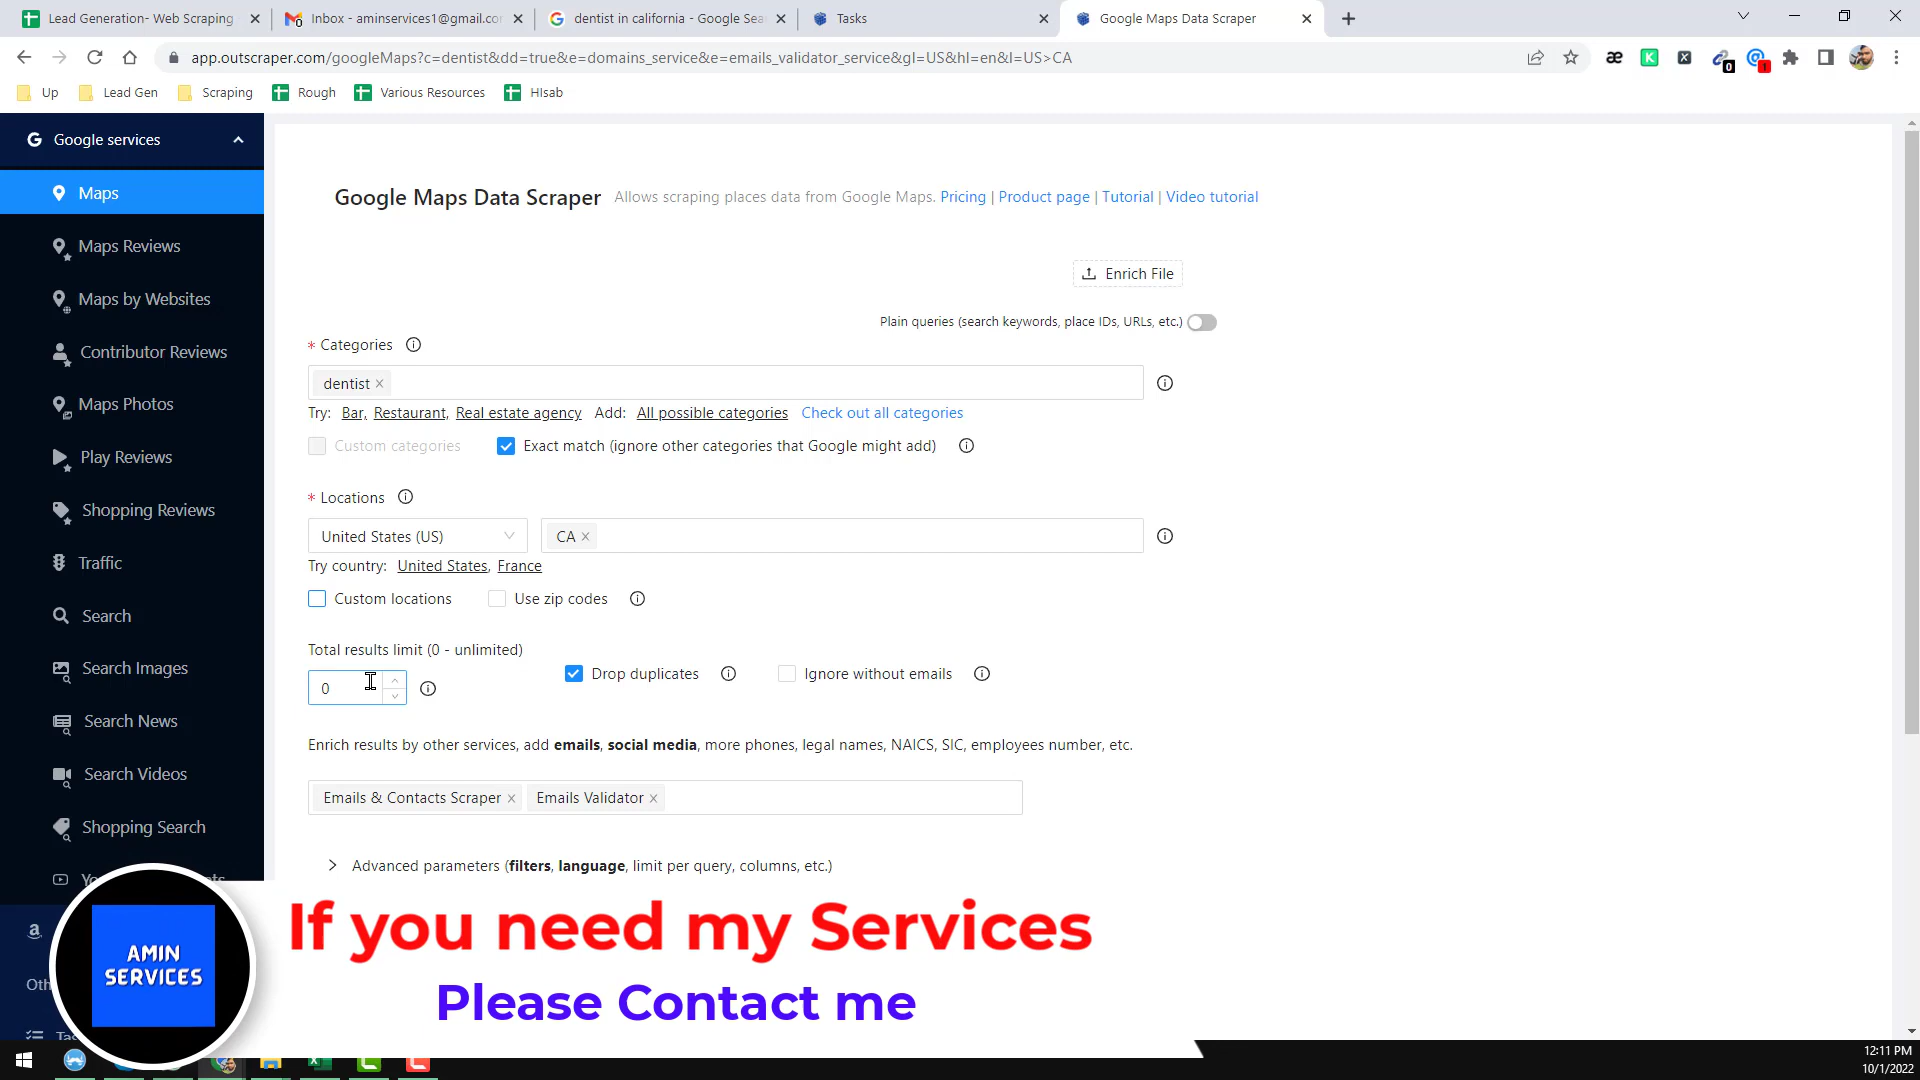 Lead Generation- Web Scraping
Inbox - aminservices1@gmail.co
dentist in california - Google Sea
Tasks
Google Maps Data Scraper
app.outscraper.com/googleMaps?c=dentist&dd=true&e=domains_service&e=emails_validator_service&gl=US&hl=en&l=US>CA
Up
Lead Gen
Scraping
Rough
Various Resources
HIsab
Google services
Maps
Maps Reviews
Maps by Websites
Contributor Reviews
Maps Photos
Play Reviews
Shopping Reviews
Traffic
Search
Search Images
Search News
Search Videos
Shopping Search
Google Maps Data Scraper Allows scraping places data from Google Maps. Pricing | Product page | Tutorial | Video tutorial
Enrich File
Plain queries (search keywords, place IDs, URLs, etc.)
* Categories
dentist
Try: Bar, Restaurant, Real estate agency Add: All possible categories Check out all categories
Custom categories
Exact match (ignore other categories that Google might add)
* Locations
United States (US)
CA
Try country: United States, France
Custom locations
Use zip codes
Total results limit (0 - unlimited)
0
Drop duplicates
Ignore without emails
Enrich results by other services, add emails, social media, more phones, legal names, NAICS, SIC, employees number, etc.
Emails & Contacts Scraper
Emails Validator
Advanced parameters (filters, language, limit per query, columns, etc.)
If you need my Services
Please Contact me
AMIN
SERVICES
12:11 PM
10/1/2022